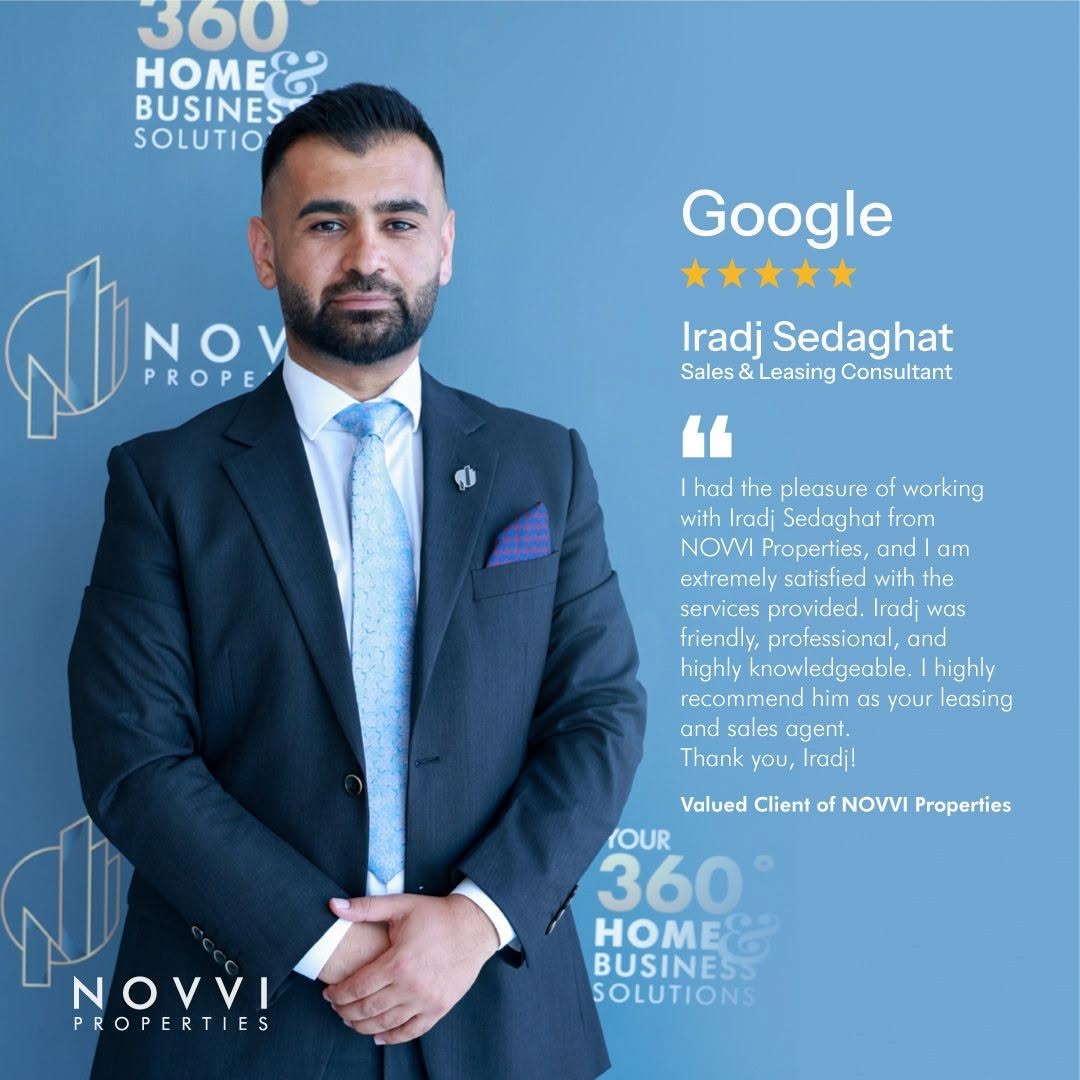 360°
HOME &
BUSINESS
SOLUTIO
NOV
PROPE
Google
Iradj Sedaghat
Sales & Leasing Consultant
“
I had the pleasure of working
with Iradj Sedaghat from
NOVVI Properties, and I am
extremely satisfied with the
services provided. Iradj was
friendly, professional, and
highly knowledgeable. I highly
recommend him as your leasing
and sales agent.
Thank you, Iradj!
Valued Client of NOVVI Properties
YOUR
360°
HOME &
BUSINESS
SOLUTIONS
NOVVI
PROPERTIES